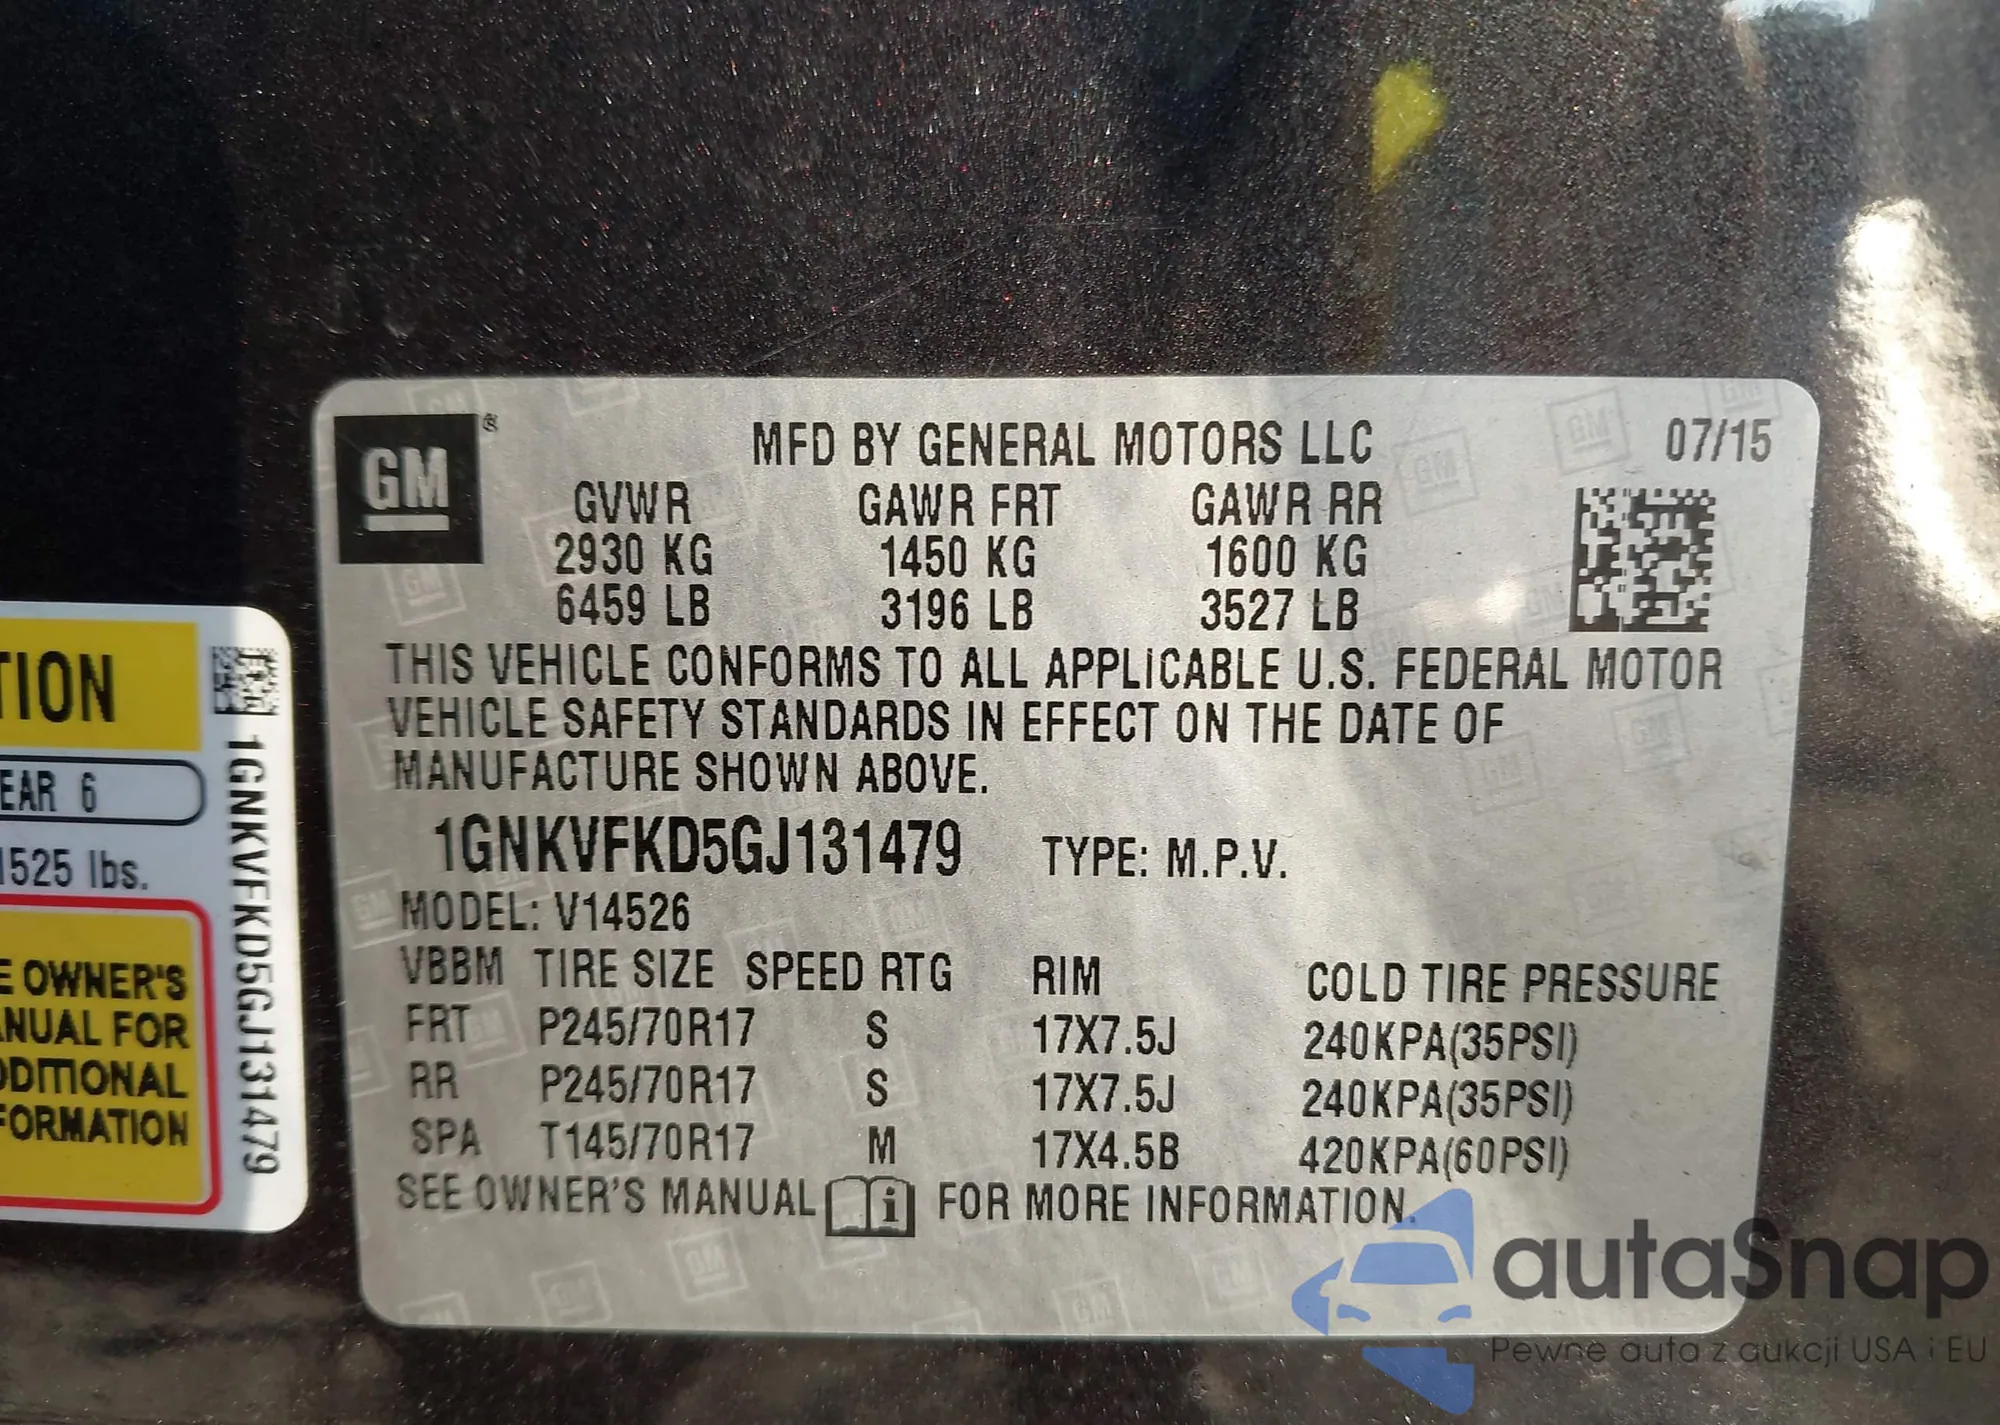 GM®
MFD BY GENERAL MOTORS LLC 07/15
GVWR GAWR FRT GAWR RR
2930 KG 1450 KG 1600 KG
6459 LB 3196 LB 3527 LB
THIS VEHICLE CONFORMS TO ALL APPLICABLE U.S. FEDERAL MOTOR
VEHICLE SAFETY STANDARDS IN EFFECT ON THE DATE OF
MANUFACTURE SHOWN ABOVE.
1GNKVFKD5GJ131479 TYPE: M.P.V.
MODEL: V14526
VBBM TIRE SIZE SPEED RTG RIM COLD TIRE PRESSURE
FRT P245/70R17 S 17X7.5J 240KPA(35PSI)
RR P245/70R17 S 17X7.5J 240KPA(35PSI)
SPA T145/70R17 M 17X4.5B 420KPA(60PSI)
SEE OWNER'S MANUAL i FOR MORE INFORMATION.
TION
EAR 6
1525 lbs.
E OWNER'S
ANUAL FOR
DDITIONAL
FORMATION
1GNKVFKD5GJ131479
autaSnap
Pewne auta z aukcji USA i EU